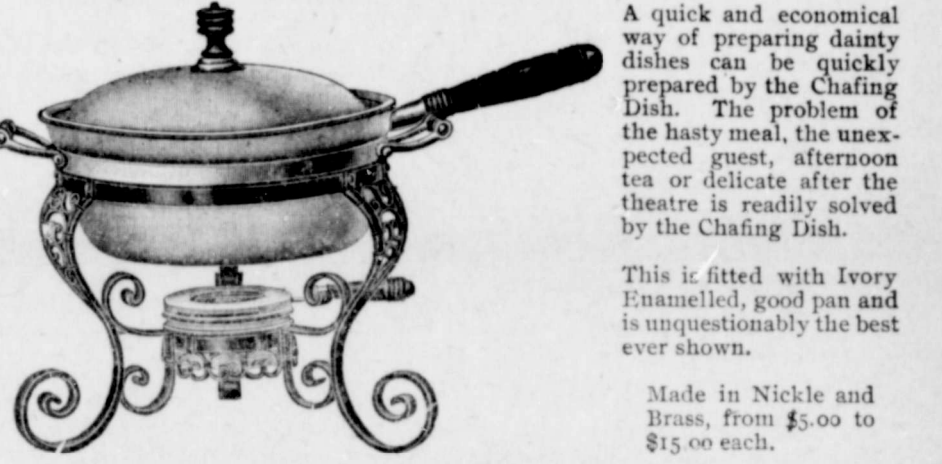 A quick and economical
way of preparing dainty
dishes can be quickly
prepared by the Chafing
Dish. The problem of
the hasty meal, the unex-
pected guest, afternoon
tea or delicate after the
theatre is readily solved
by the Chafing Dish.
This is fitted with Ivory
Enamelled, good pan and
is unquestionably the best
ever shown.
Made in Nickle and
Brass, from $5.00 to
$15.00 each.